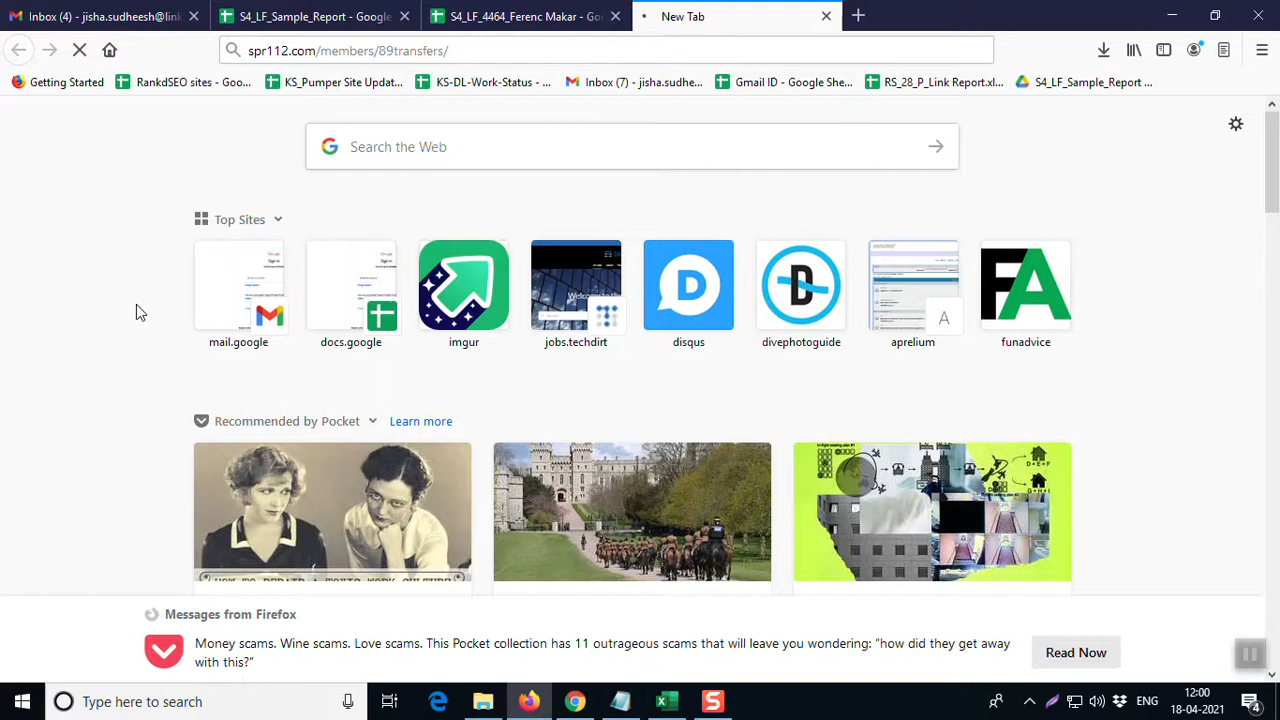 Inbox (4) - jisha.sudheesh@link
S4_LF_Sample_Report - Google
S4_LF_4464_Ferenc Makar - Go
New Tab
spr112.com/members/89transfers/
Getting Started
RankdSEO sites - Goo...
KS_Pumper Site Updat...
KS-DL-Work-Status - ...
Inbox (7) - jisha.sudhe...
Gmail ID - Google She...
RS_28_P_Link Report.xl...
S4_LF_Sample_Report ...
Search the Web
Top Sites
A
mail.google
docs.google
imgur
jobs.techdirt
disqus
divephotoguide
aprelium
funadvice
Recommended by Pocket
Learn more
Messages from Firefox
Money scams. Wine scams. Love scams. This Pocket collection has 11 outrageous scams that will leave you wondering: “how did they get away
with this?”
Read Now
Type here to search
ENG
12:00
18-04-2021
4